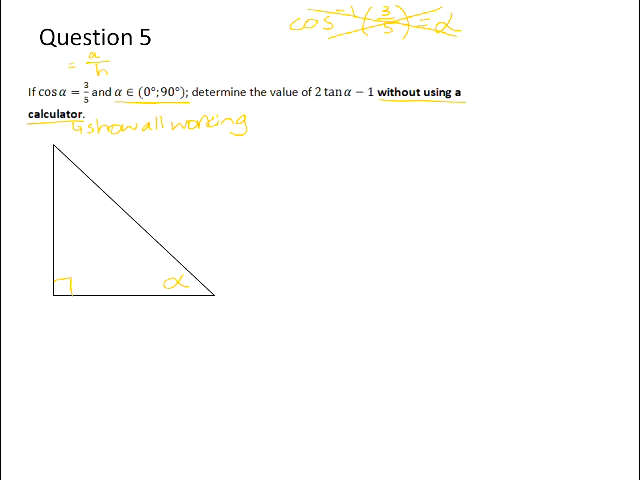 cos⁻¹(3/5) = α
Question 5
= a/h
If cos α = 3/5 and α ∈ (0°; 90°); determine the value of 2 tan α − 1 without using a
calculator.
↳ show all working
α